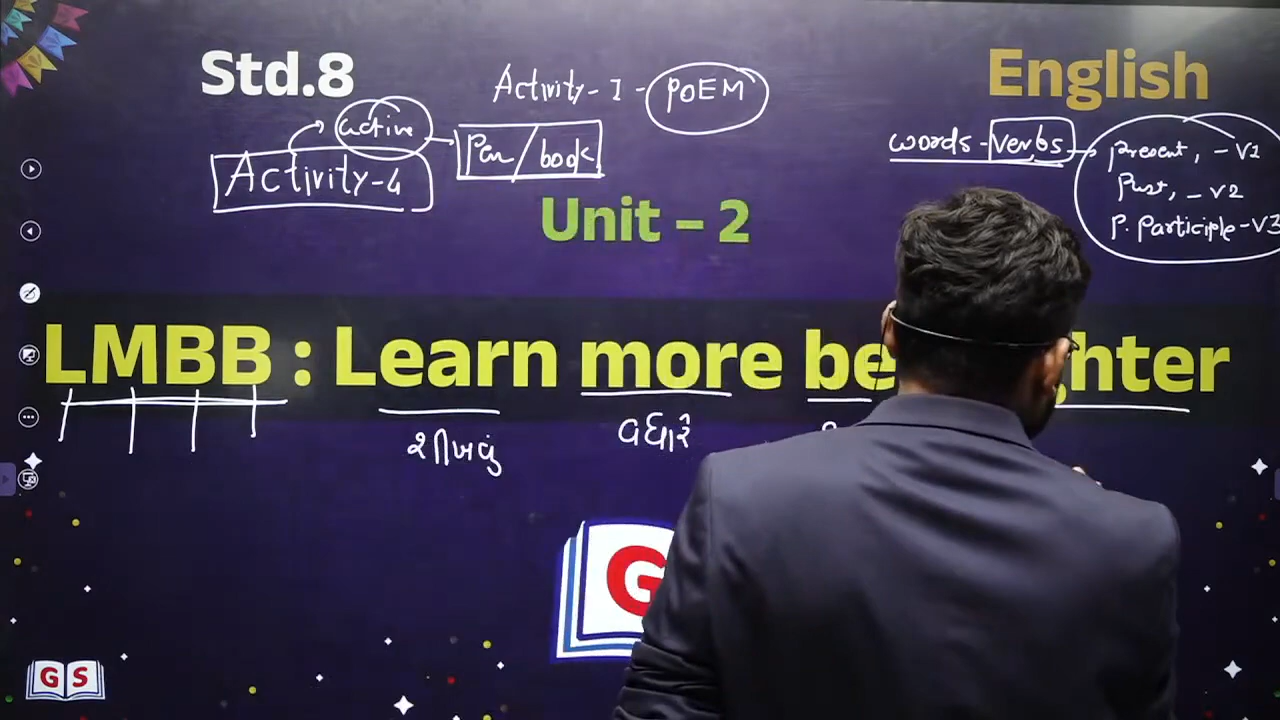 Std.8
English
Activity-1 - POEM
active
Activity-4
Pen/book
words - verbs
Present, - V1
Past, - V2
P. Participle - V3
Unit – 2
LMBB : Learn more be
hter
શીખવું
વધારે
G
G S